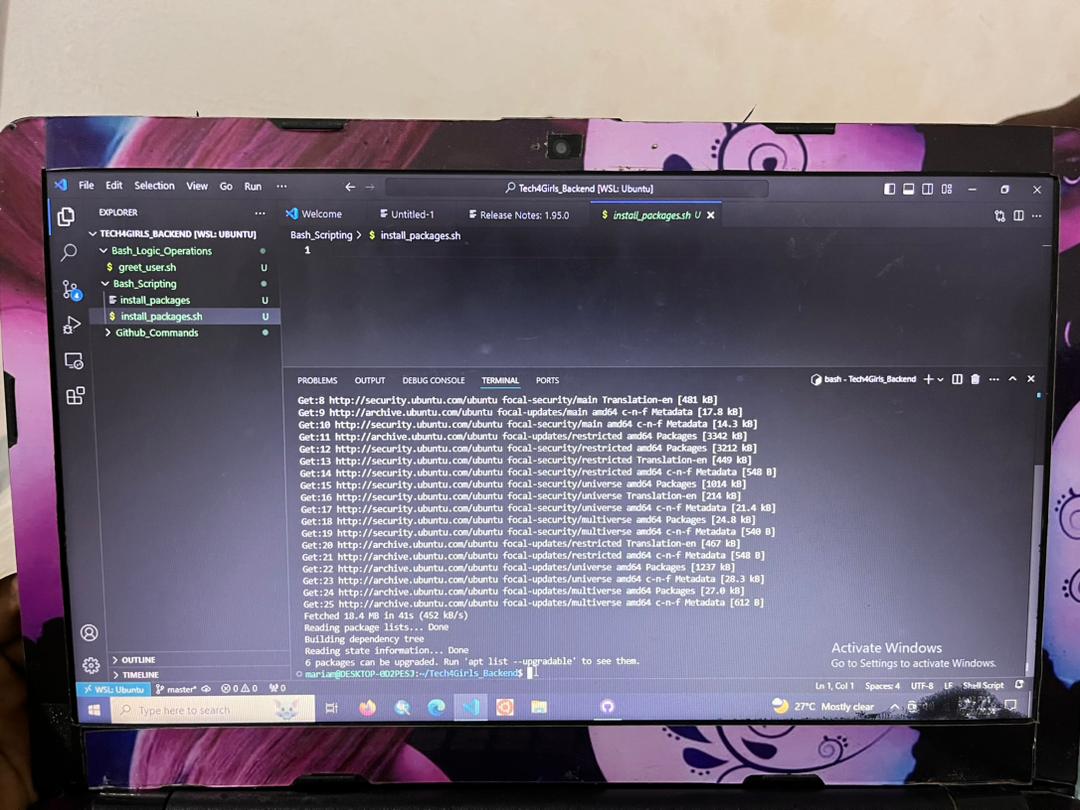 File Edit Selection View Go Run ···
Tech4Girls_Backend [WSL: Ubuntu]
EXPLORER ···
Welcome
Untitled-1
Release Notes: 1.95.0
$ install_packages.sh U
TECH4GIRLS_BACKEND [WSL: UBUNTU]
Bash_Logic_Operations
$ greet_user.sh U
Bash_Scripting
install_packages U
$ install_packages.sh U
Github_Commands
4
Bash_Scripting > $ install_packages.sh
1
PROBLEMS OUTPUT DEBUG CONSOLE TERMINAL PORTS
bash - Tech4Girls_Backend
Get:8 http://security.ubuntu.com/ubuntu focal-security/main Translation-en [481 kB]
Get:9 http://archive.ubuntu.com/ubuntu focal-updates/main amd64 c-n-f Metadata [17.8 kB]
Get:10 http://security.ubuntu.com/ubuntu focal-security/main amd64 c-n-f Metadata [14.3 kB]
Get:11 http://archive.ubuntu.com/ubuntu focal-updates/restricted amd64 Packages [3342 kB]
Get:12 http://security.ubuntu.com/ubuntu focal-security/restricted amd64 Packages [3212 kB]
Get:13 http://security.ubuntu.com/ubuntu focal-security/restricted Translation-en [449 kB]
Get:14 http://security.ubuntu.com/ubuntu focal-security/restricted amd64 c-n-f Metadata [548 B]
Get:15 http://security.ubuntu.com/ubuntu focal-security/universe amd64 Packages [1014 kB]
Get:16 http://security.ubuntu.com/ubuntu focal-security/universe Translation-en [214 kB]
Get:17 http://security.ubuntu.com/ubuntu focal-security/universe amd64 c-n-f Metadata [21.4 kB]
Get:18 http://security.ubuntu.com/ubuntu focal-security/multiverse amd64 Packages [24.8 kB]
Get:19 http://security.ubuntu.com/ubuntu focal-security/multiverse amd64 c-n-f Metadata [540 B]
Get:20 http://archive.ubuntu.com/ubuntu focal-updates/restricted Translation-en [467 kB]
Get:21 http://archive.ubuntu.com/ubuntu focal-updates/restricted amd64 c-n-f Metadata [548 B]
Get:22 http://archive.ubuntu.com/ubuntu focal-updates/universe amd64 Packages [1237 kB]
Get:23 http://archive.ubuntu.com/ubuntu focal-updates/universe amd64 c-n-f Metadata [28.3 kB]
Get:24 http://archive.ubuntu.com/ubuntu focal-updates/multiverse amd64 Packages [27.0 kB]
Get:25 http://archive.ubuntu.com/ubuntu focal-updates/multiverse amd64 c-n-f Metadata [612 B]
Fetched 18.4 MB in 41s (452 kB/s)
Reading package lists... Done
Building dependency tree
Reading state information... Done
6 packages can be upgraded. Run 'apt list --upgradable' to see them.
mariam@DESKTOP-0D2PESJ:~/Tech4Girls_Backend$
Activate Windows
Go to Settings to activate Windows.
OUTLINE
TIMELINE
WSL: Ubuntu master* 0 0 0
Ln 1, Col 1 Spaces: 4 UTF-8 LF Shell Script
Type here to search
27°C Mostly clear